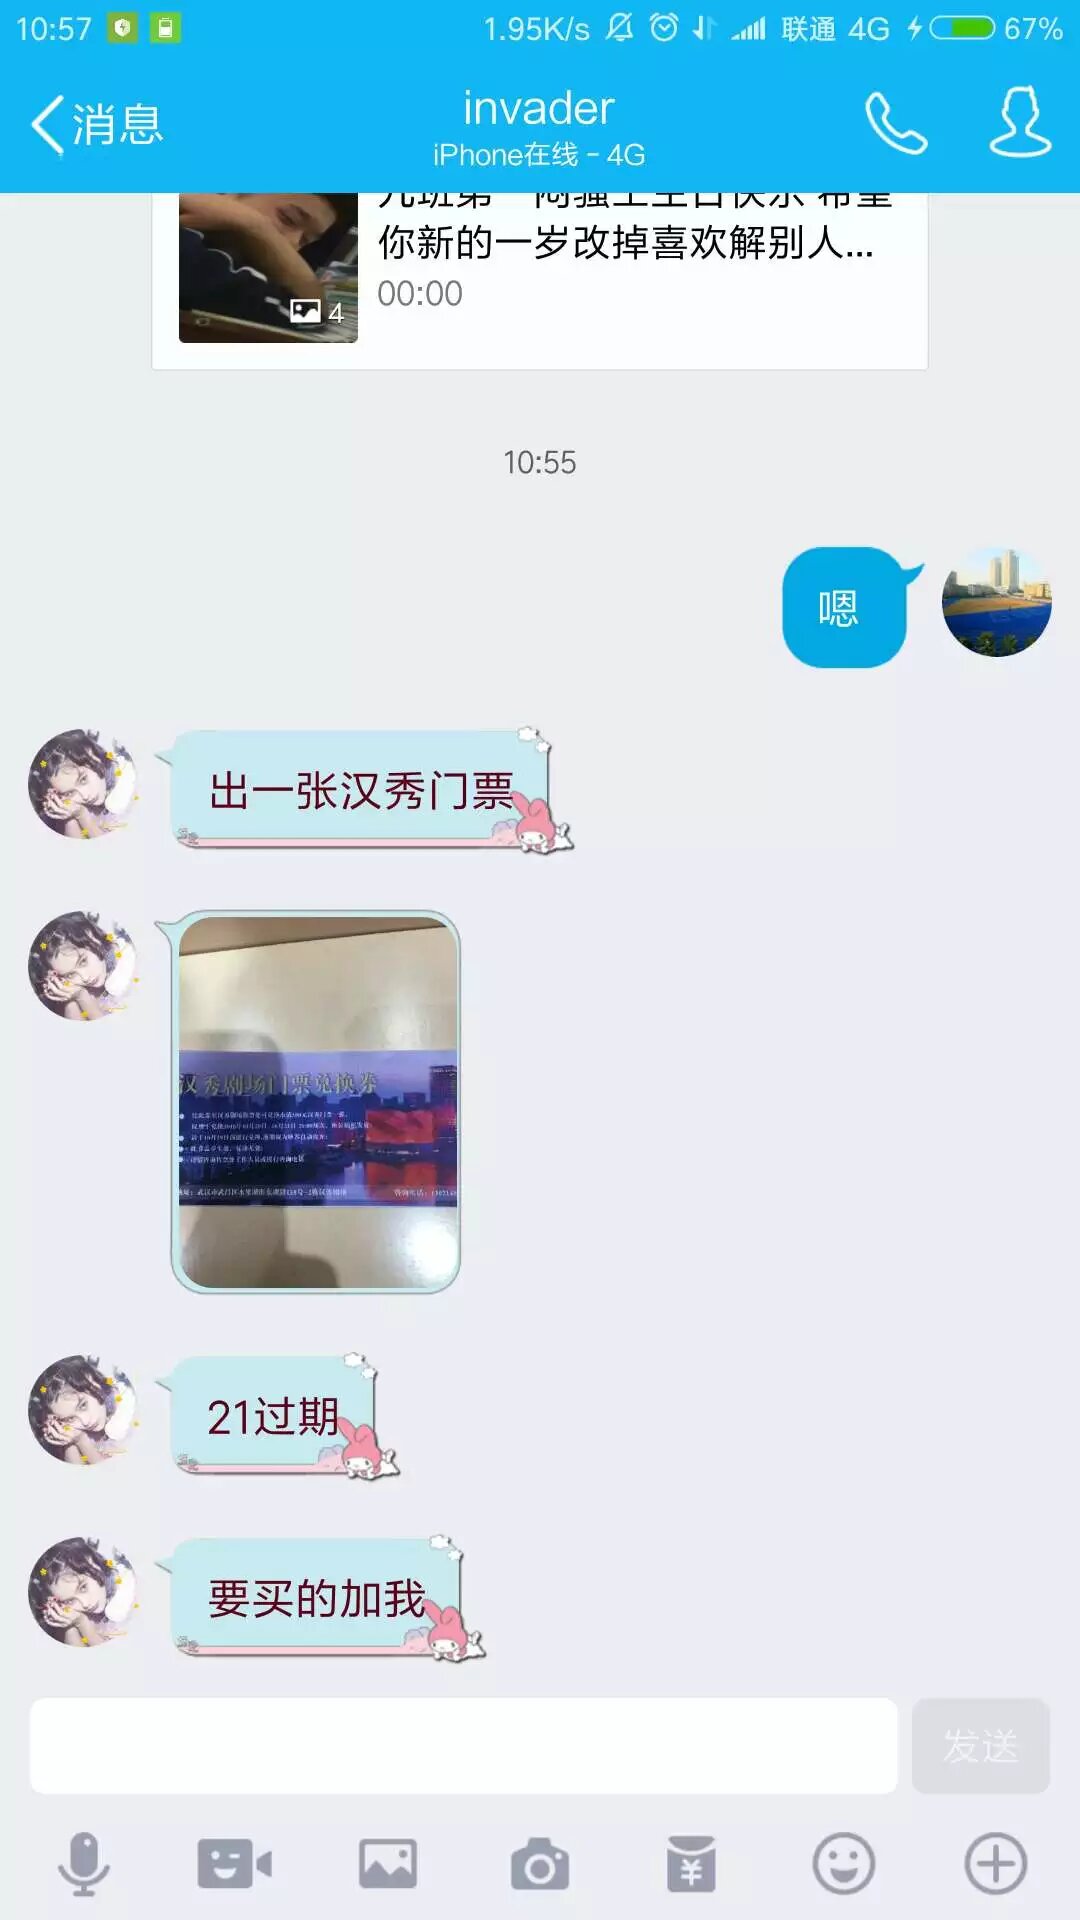 10:57 1.95K/s 联通 4G 67%
消息
invader
iPhone在线 - 4G
你新的一岁改掉喜欢解别人...
00:00
4
10:55
嗯
出一张汉秀门票
汉秀剧场门票兑换券
21过期
要买的加我
发送